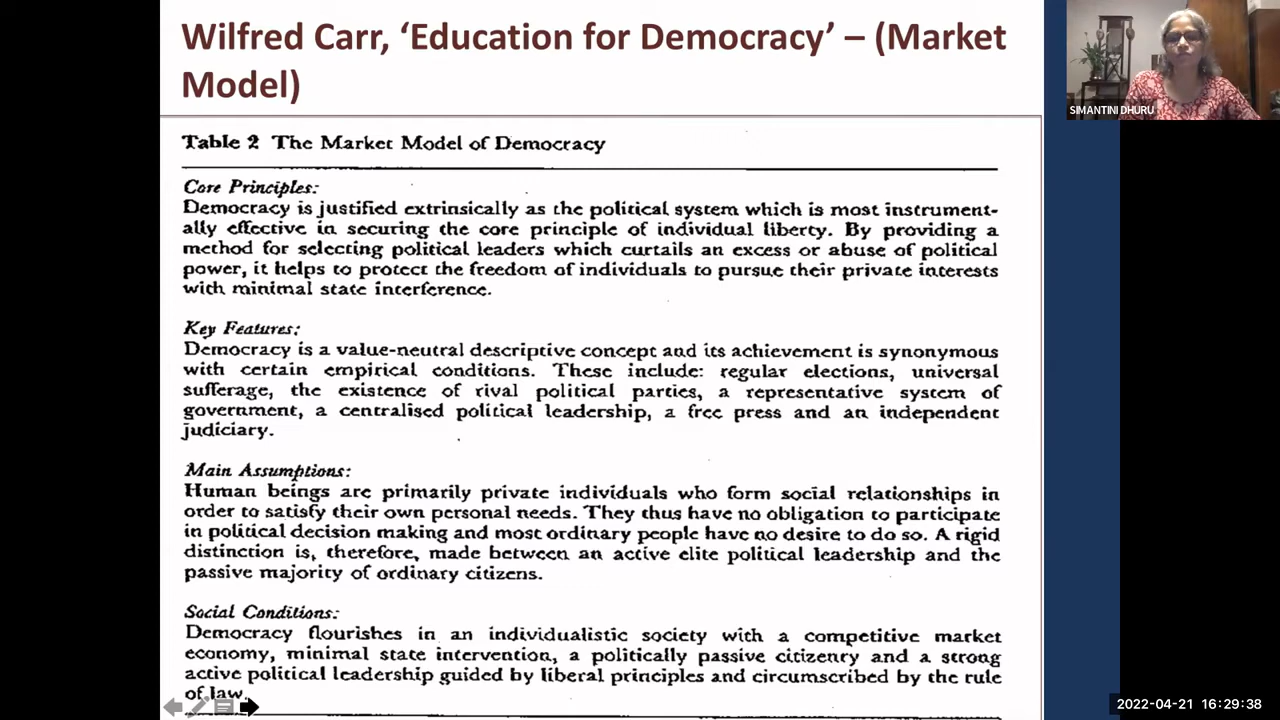 Wilfred Carr, ‘Education for Democracy’ – (Market
Model)
SIMANTINI DHURU
Table 2 The Market Model of Democracy
Core Principles:
Democracy is justified extrinsically as the political system which is most instrument-
ally effective in securing the core principle of individual liberty. By providing a
method for selecting political leaders which curtails an excess or abuse of political
power, it helps to protect the freedom of individuals to pursue their private interests
with minimal state interference.
Key Features:
Democracy is a value-neutral descriptive concept and its achievement is synonymous
with certain empirical conditions. These include: regular elections, universal
sufferage, the existence of rival political parties, a representative system of
government, a centralised political leadership, a free press and an independent
judiciary.
Main Assumptions:
Human beings are primarily private individuals who form social relationships in
order to satisfy their own personal needs. They thus have no obligation to participate
in political decision making and most ordinary people have no desire to do so. A rigid
distinction is, therefore, made between an active elite political leadership and the
passive majority of ordinary citizens.
Social Conditions:
Democracy flourishes in an individualistic society with a competitive market
economy, minimal state intervention, a politically passive citizenry and a strong
active political leadership guided by liberal principles and circumscribed by the rule
of law.
2022-04-21 16:29:38